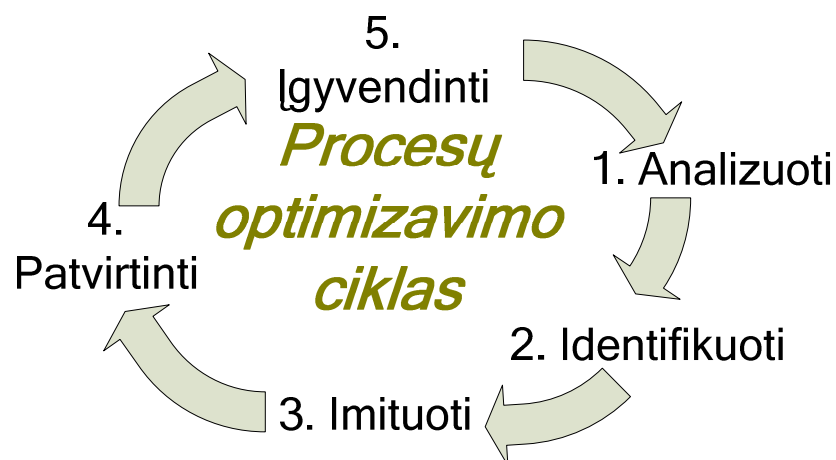 5.
Įgyvendinti
Procesų
optimizavimo
ciklas
1. Analizuoti
2. Identifikuoti
3. Imituoti
4.
Patvirtinti